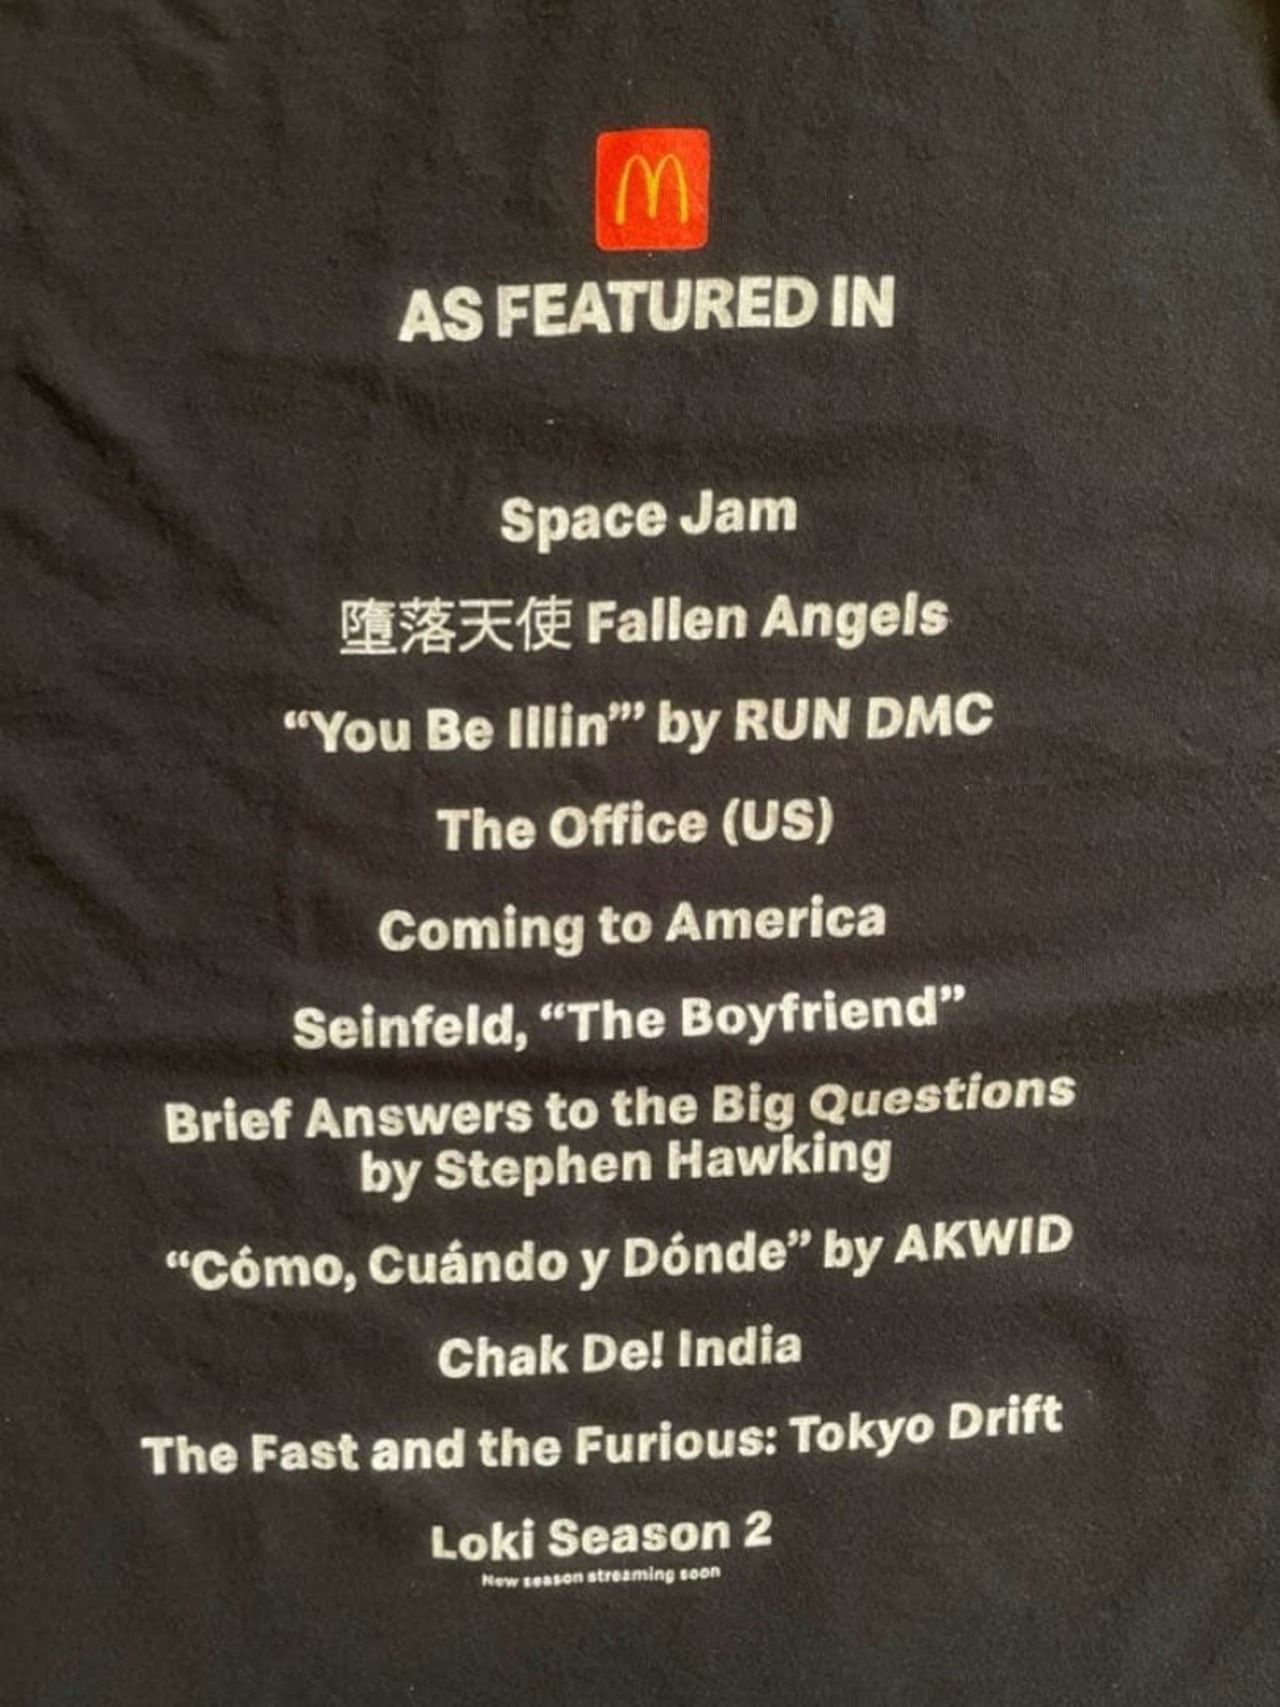 M
AS FEATURED IN
Space Jam
墮落天使 Fallen Angels
“You Be Illin’” by RUN DMC
The Office (US)
Coming to America
Seinfeld, “The Boyfriend”
Brief Answers to the Big Questions
by Stephen Hawking
“Cómo, Cuándo y Dónde” by AKWID
Chak De! India
The Fast and the Furious: Tokyo Drift
Loki Season 2
New season streaming soon